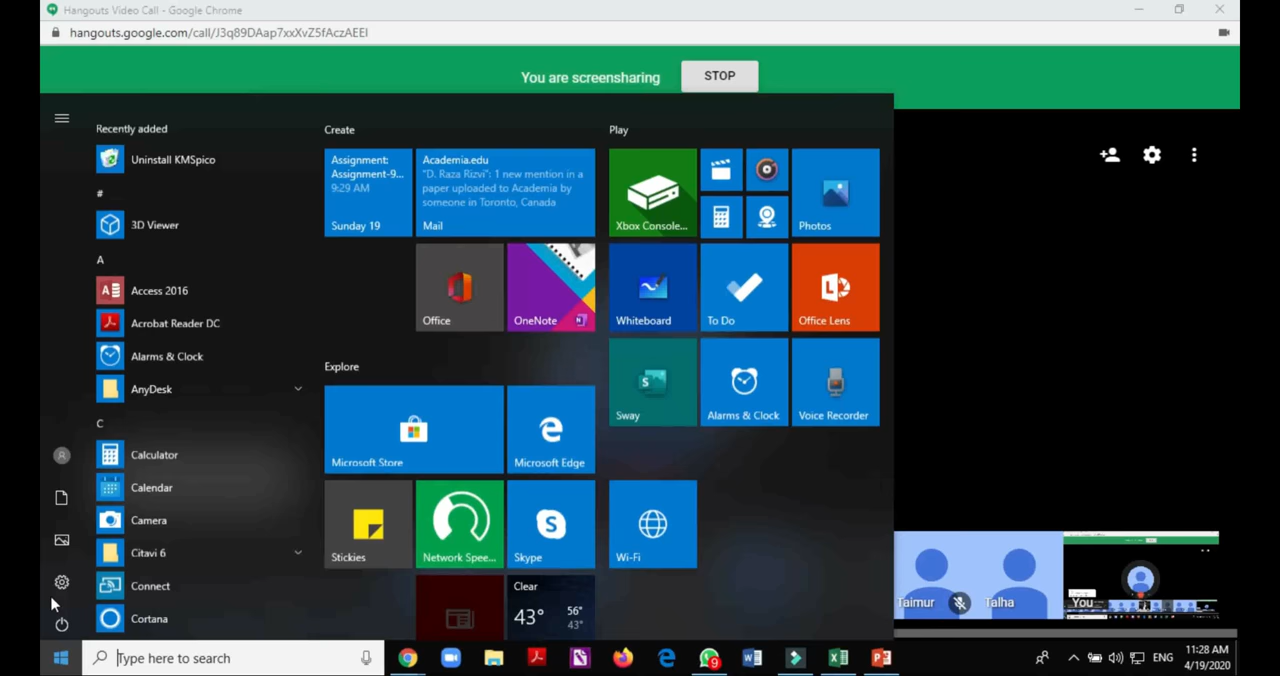 Hangouts Video Call - Google Chrome
hangouts.google.com/call/J3q89DAap7xxXvZ5fAczAEEI
You are screensharing
STOP
Recently added
Uninstall KMSpico
#
3D Viewer
A
Access 2016
Acrobat Reader DC
Alarms & Clock
AnyDesk
C
Calculator
Calendar
Camera
Citavi 6
Connect
Cortana
Create
Assignment:
Assignment-9...
9:29 AM
Sunday 19
Academia.edu
"D. Raza Rizvi": 1 new mention in a
paper uploaded to Academia by
someone in Toronto, Canada
Mail
Office
OneNote
Explore
Microsoft Store
Microsoft Edge
Stickies
Network Spee...
Skype
Clear
43° 56°
43°
Play
Xbox Console...
Photos
Whiteboard
To Do
Office Lens
Sway
Alarms & Clock
Voice Recorder
Wi-Fi
Taimur
Talha
You
Type here to search
9
ENG
11:28 AM
4/19/2020